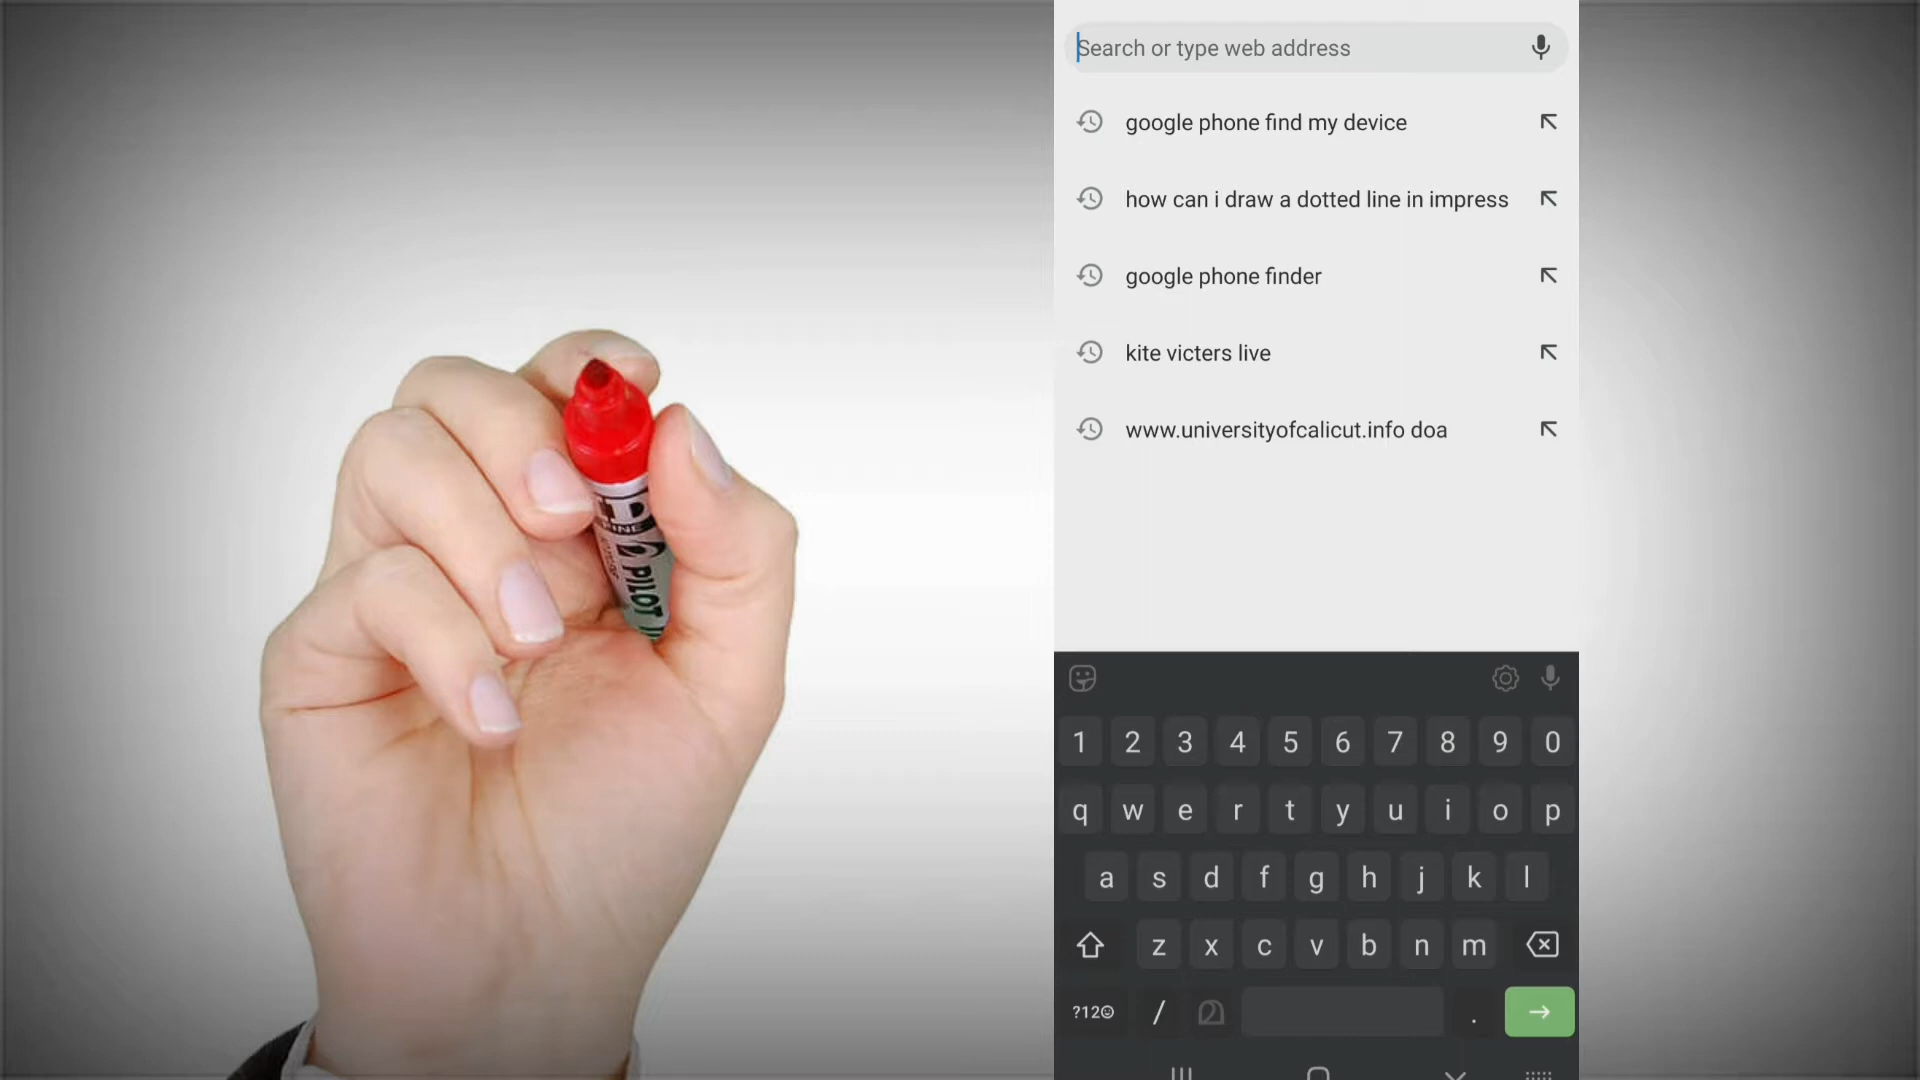 Search or type web address
google phone find my device
how can i draw a dotted line in impress
google phone finder
kite victers live
www.universityofcalicut.info doa
PILOT
1 2 3 4 5 6 7 8 9 0
q w e r t y u i o p
a s d f g h j k l
z x c v b n m
?12☺ / മ .